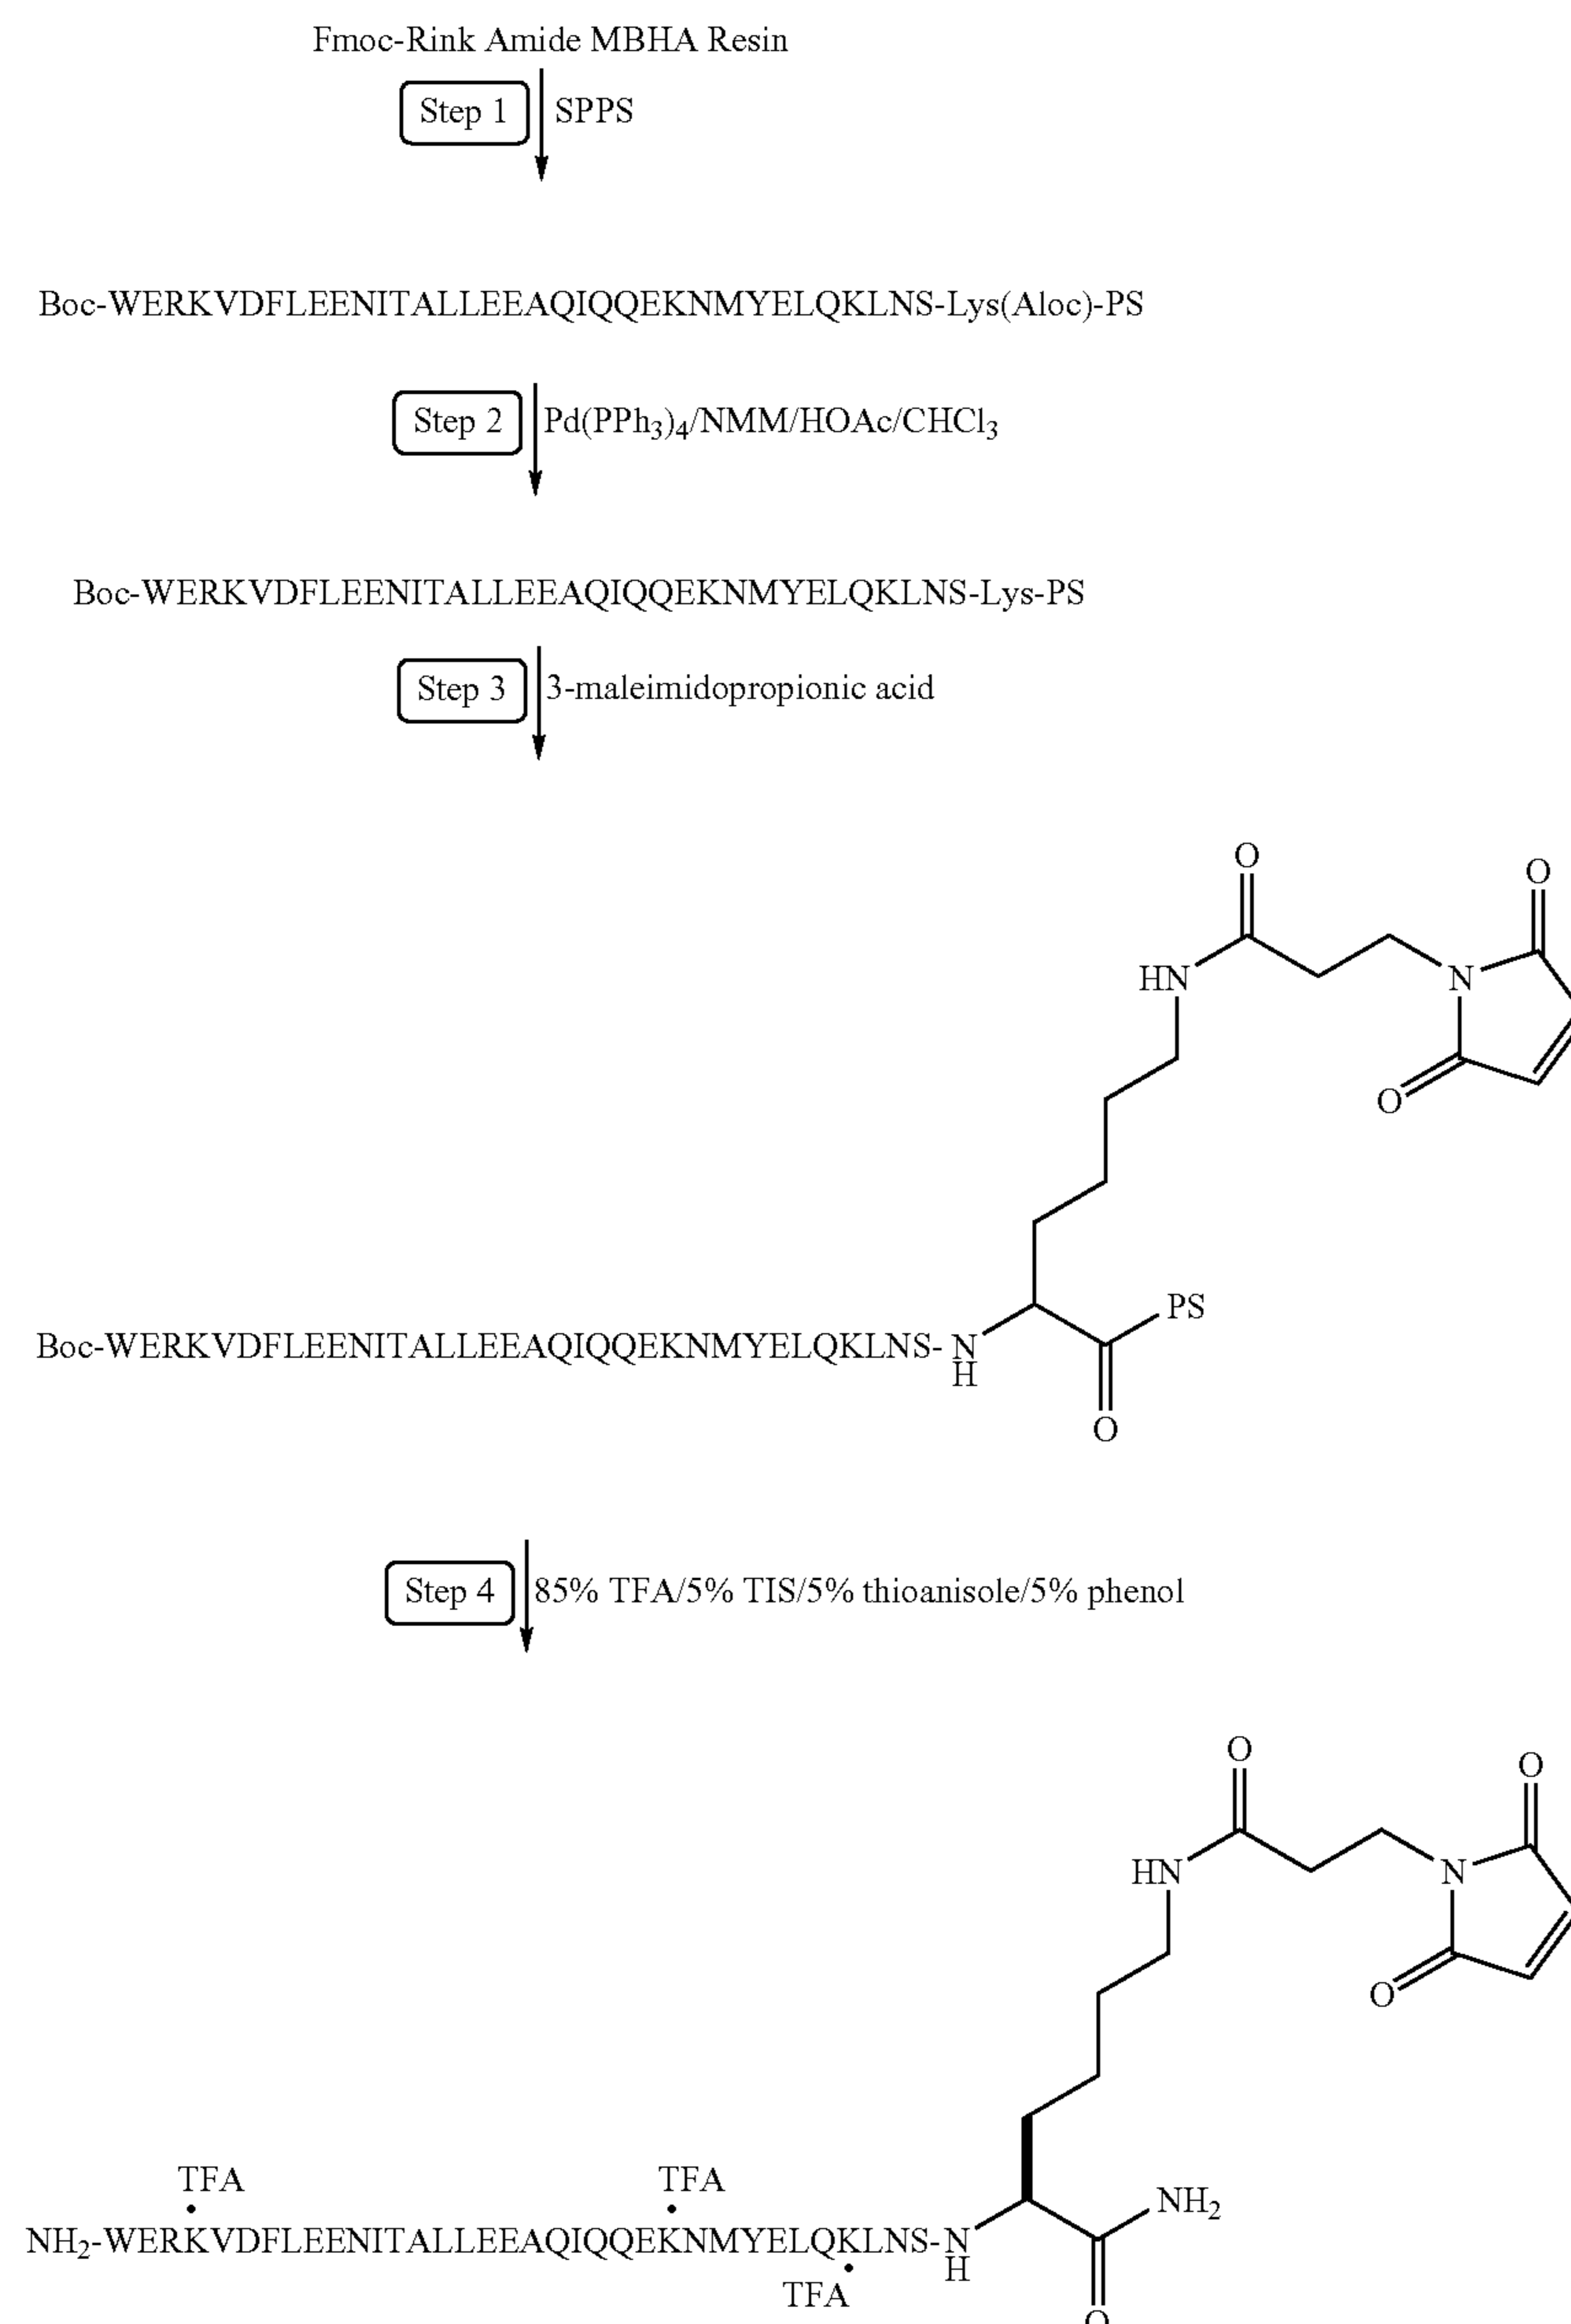 Fmoc-Rink Amide MBHA Resin
Step 1 SPPS
Boc-WERKVDFLEENITALLEEAQIQQEKNMYELQKLNS-Lys(Aloc)-PS
Step 2 Pd(PPh3)4/NMM/HOAc/CHCl3
Boc-WERKVDFLEENITALLEEAQIQQEKNMYELQKLNS-Lys-PS
Step 3 3-maleimidopropionic acid
O
O
HN
N
O
PS
Boc-WERKVDFLEENITALLEEAQIQQEKNMYELQKLNS- N
H
O
Step 4 85% TFA/5% TIS/5% thioanisole/5% phenol
O
O
HN
N
O
TFA TFA
NH2
NH2-WERKVDFLEENITALLEEAQIQQEKNMYELQKLNS-N
H
TFA
O